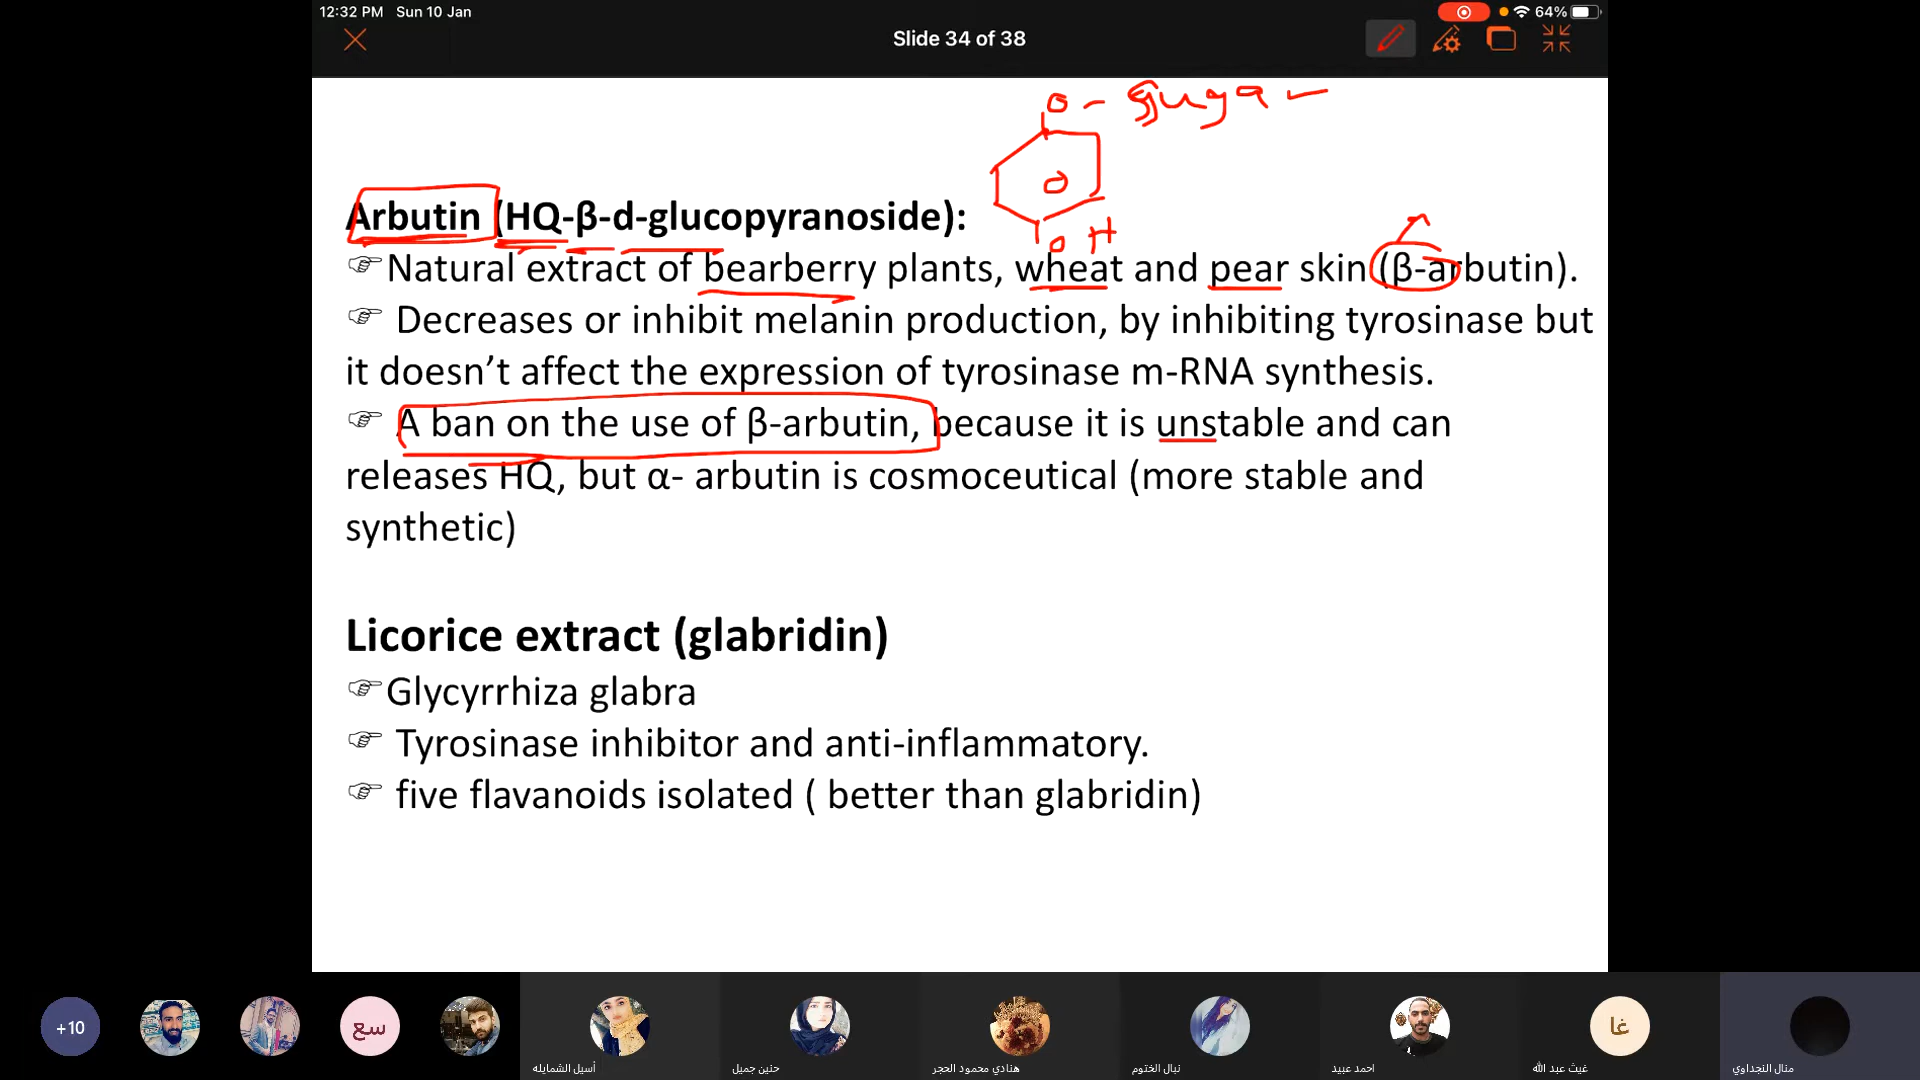 12:32 PM Sun 10 Jan
64%
Slide 34 of 38
O - Sugar
O
OH
Arbutin (HQ-β-d-glucopyranoside):
Natural extract of bearberry plants, wheat and pear skin (β-arbutin).
Decreases or inhibit melanin production, by inhibiting tyrosinase but
it doesn’t affect the expression of tyrosinase m-RNA synthesis.
A ban on the use of β-arbutin, because it is unstable and can
releases HQ, but α- arbutin is cosmoceutical (more stable and
synthetic)
Licorice extract (glabridin)
Glycyrrhiza glabra
Tyrosinase inhibitor and anti-inflammatory.
five flavanoids isolated ( better than glabridin)
+10
سع
غا
أسيل الشمايله
حنين جميل
هنادي محمود الحجر
نبال الختوم
احمد عبيد
غيث عبد الله
منال النجداوي